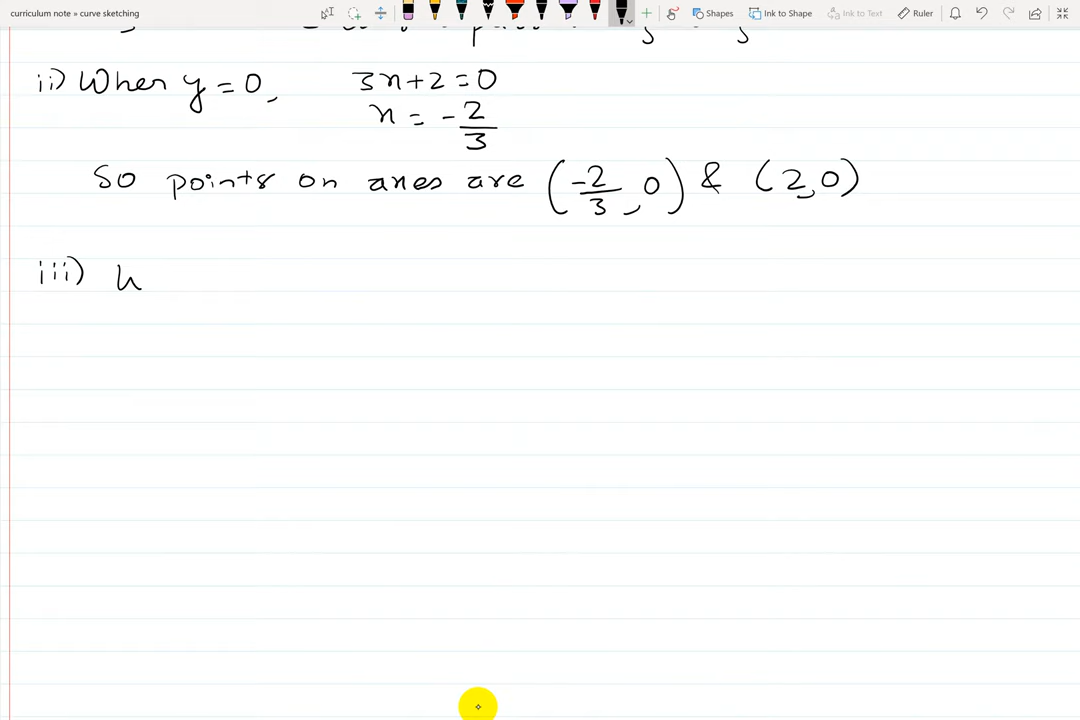 curriculum note » curve sketching
Shapes Ink to Shape Ink to Text Ruler
ii) When y = 0, 3x+2=0
x = -2/3
So points on axes are (-2/3, 0) & (2,0)
iii)